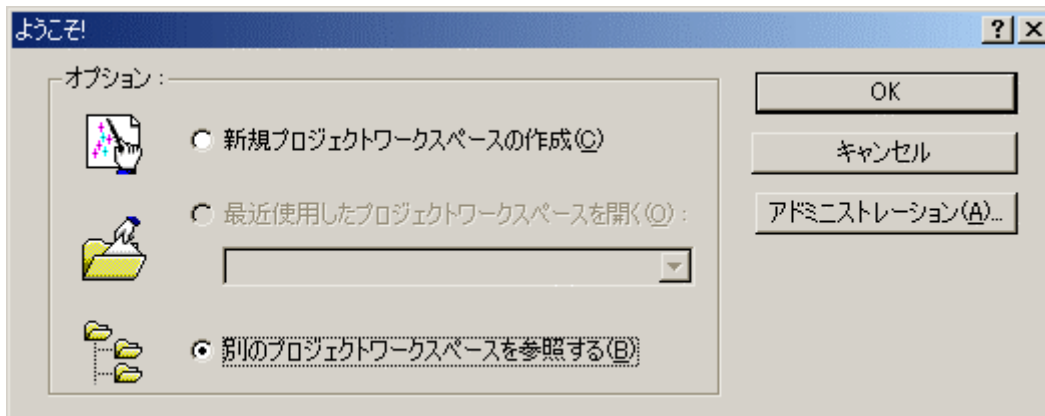 ようこそ!
オプション :
新規プロジェクトワークスペースの作成(C)
最近使用したプロジェクトワークスペースを開く(O) :
別のプロジェクトワークスペースを参照する(B)
OK
キャンセル
アドミニストレーション(A)...